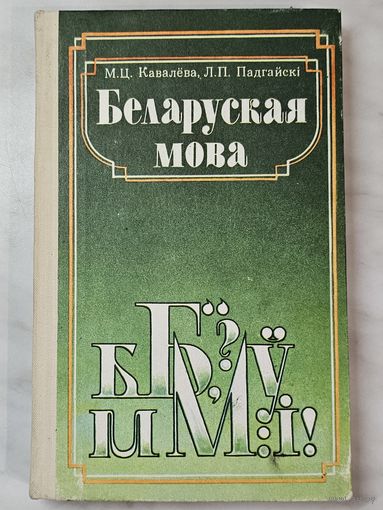 М.Ц. Кавалёва, Л.П. Падгайскі
Беларуская
мова
б Б “ ? ў
ц М , : і !